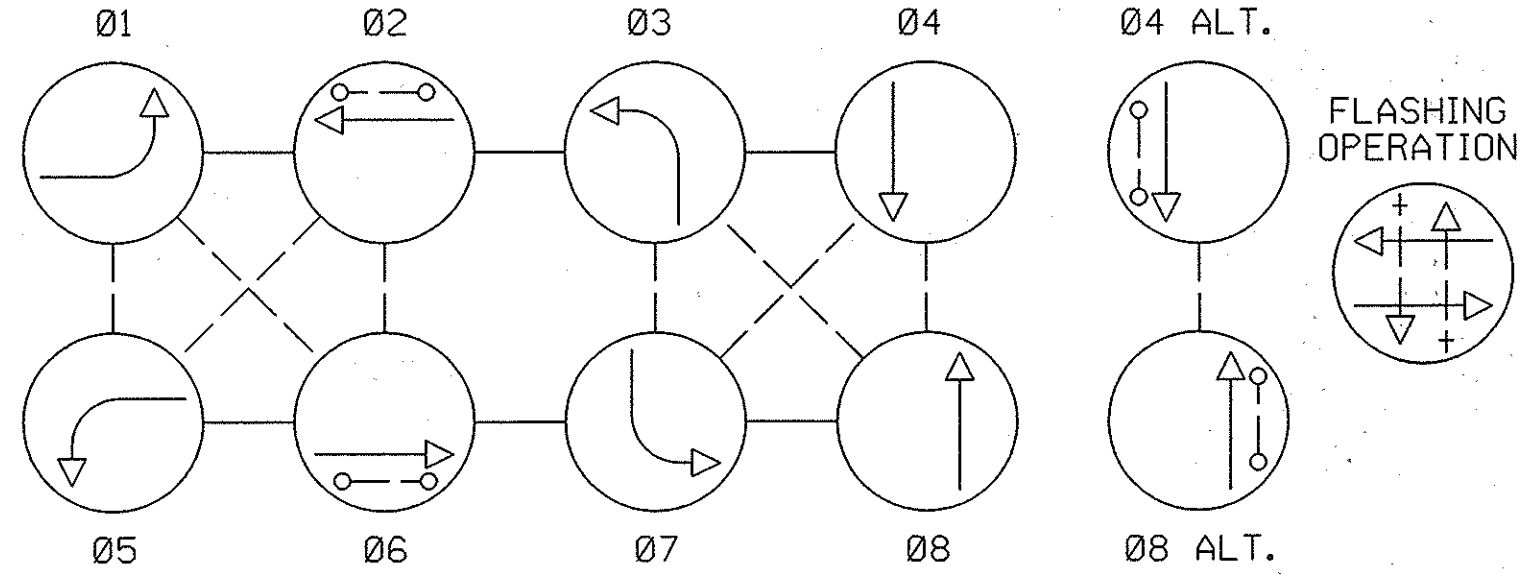 Ø1
Ø2
Ø3
Ø4
Ø4 ALT.
FLASHING
OPERATION
Ø5
Ø6
Ø7
Ø8
Ø8 ALT.